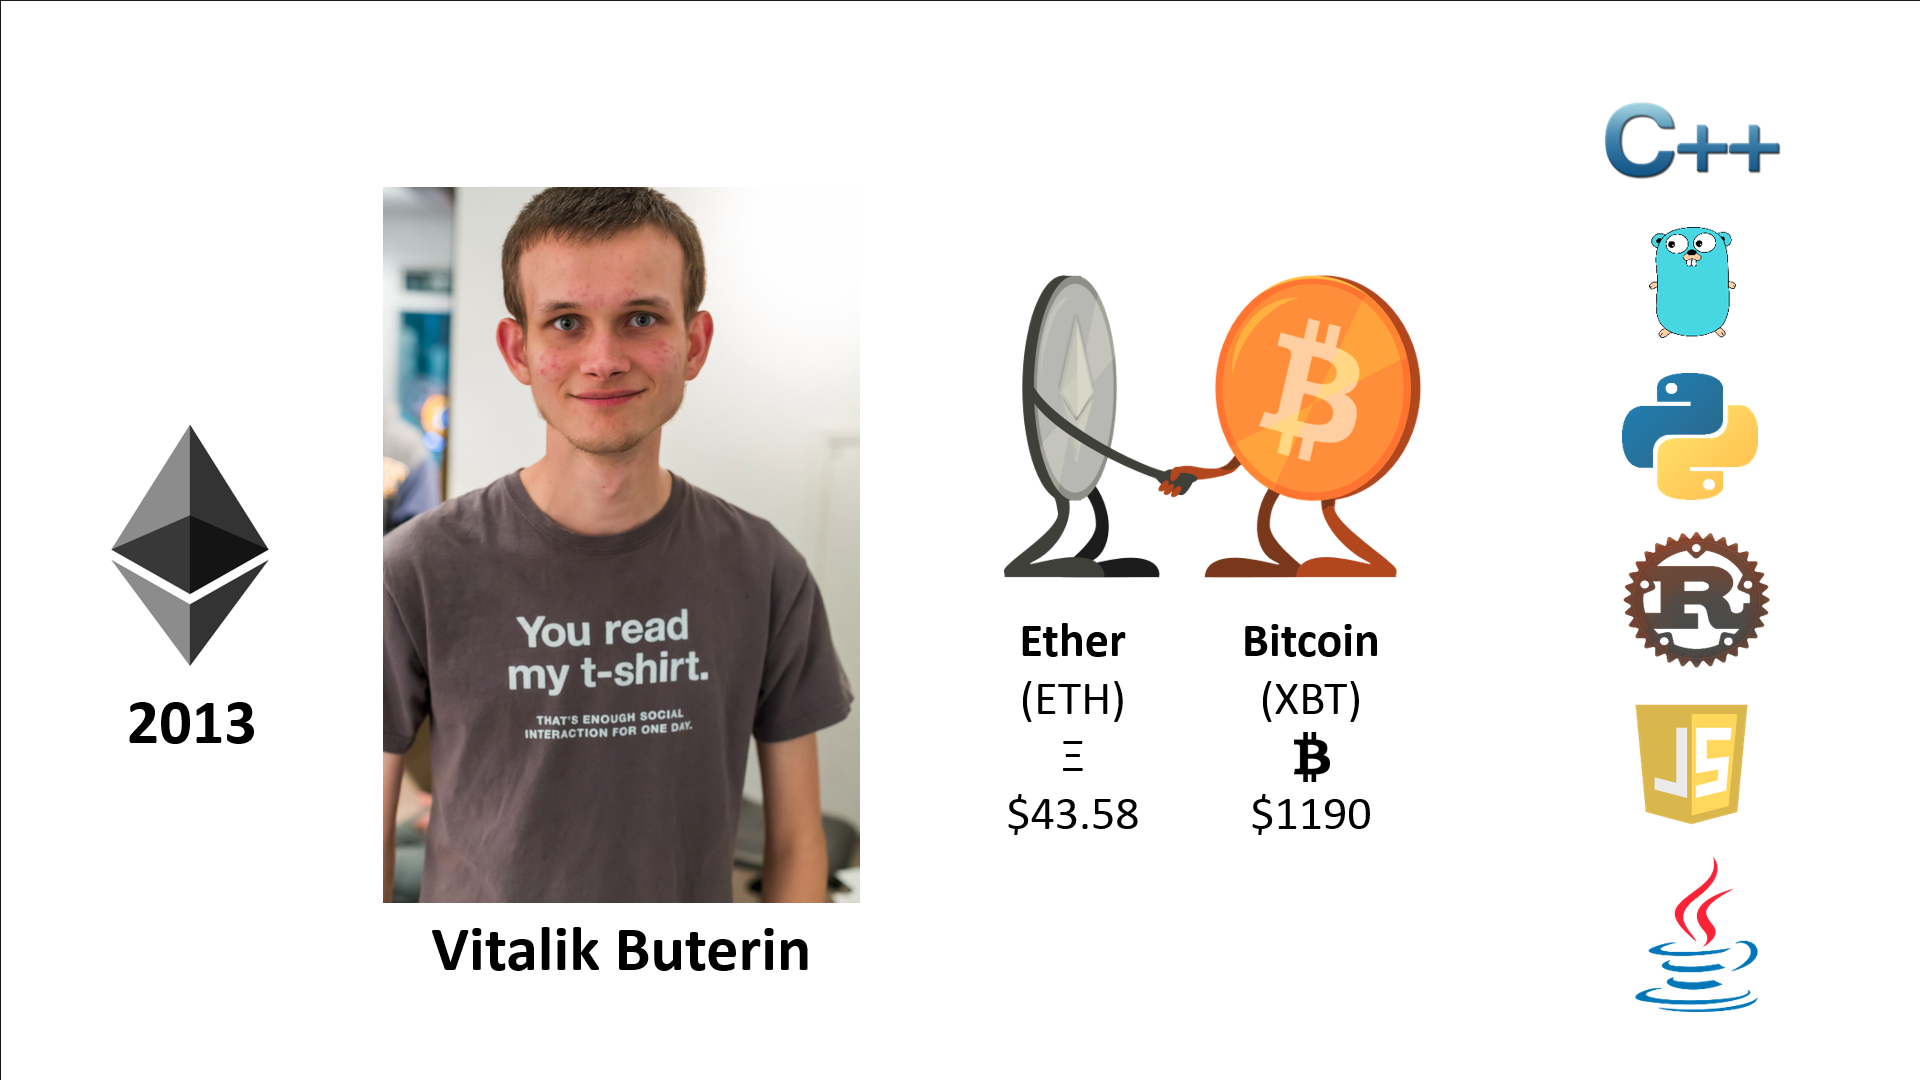 2013
You read
my t-shirt.
THAT'S ENOUGH SOCIAL
INTERACTION FOR ONE DAY.
Vitalik Buterin
Ether
(ETH)
Ξ
$43.58
Bitcoin
(XBT)
₿
$1190
C++
R
JS